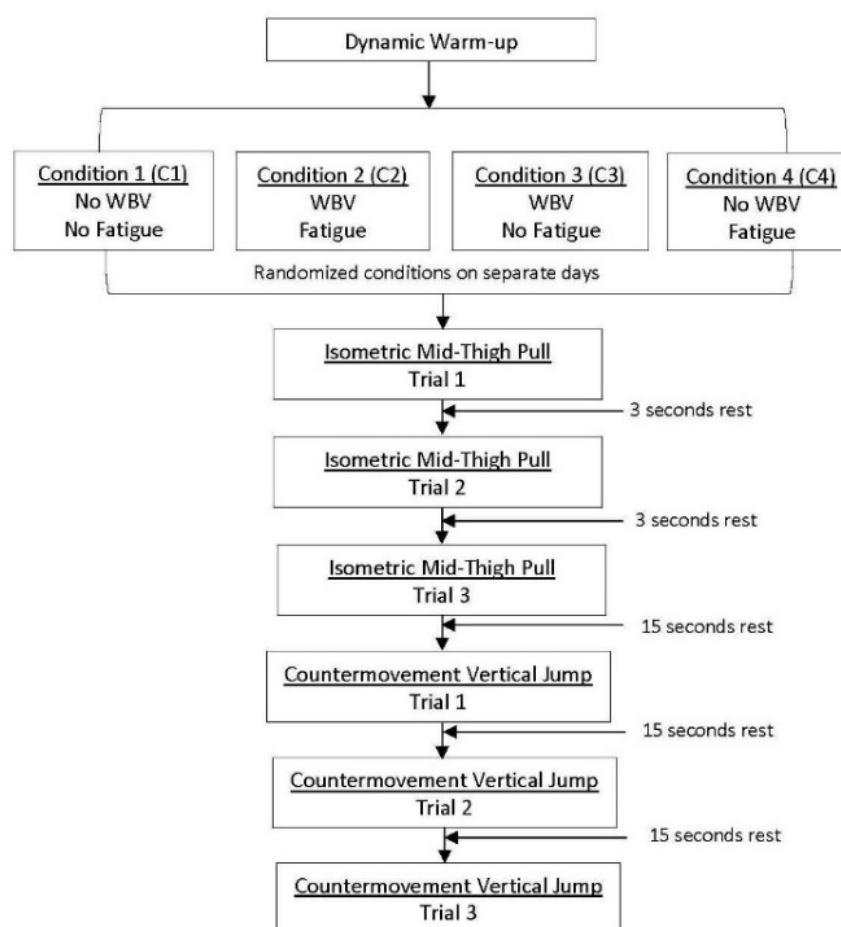 Dynamic Warm-up
Condition 1 (C1)
No WBV
No Fatigue
Condition 2 (C2)
WBV
Fatigue
Condition 3 (C3)
WBV
No Fatigue
Condition 4 (C4)
No WBV
Fatigue
Randomized conditions on separate days
Isometric Mid-Thigh Pull
Trial 1
3 seconds rest
Isometric Mid-Thigh Pull
Trial 2
3 seconds rest
Isometric Mid-Thigh Pull
Trial 3
15 seconds rest
Countermovement Vertical Jump
Trial 1
15 seconds rest
Countermovement Vertical Jump
Trial 2
15 seconds rest
Countermovement Vertical Jump
Trial 3